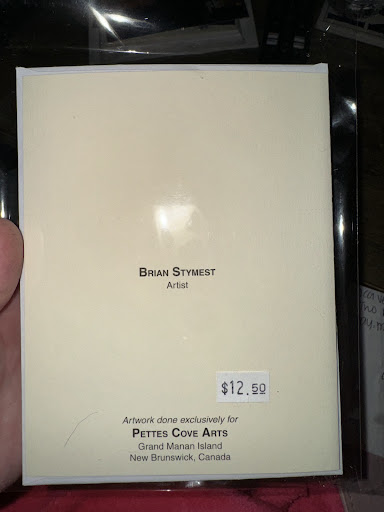 Brian Stymest
Artist
$12.50
Artwork done exclusively for
Pettes Cove Arts
Grand Manan Island
New Brunswick, Canada